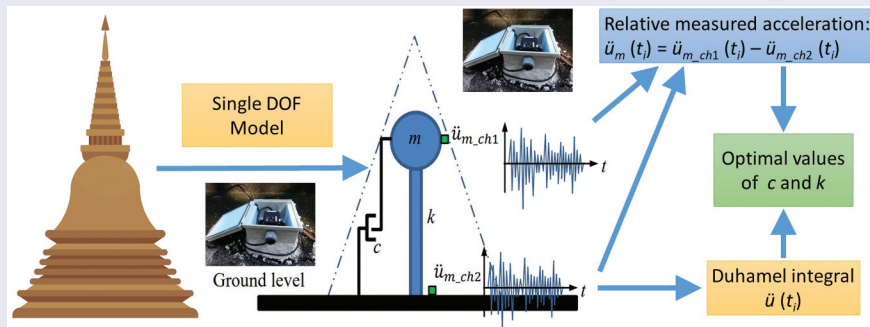 Relative measured acceleration:
ü_m (t_i) = ü_m_ch1 (t_i) − ü_m_ch2 (t_i)
Single DOF
Model
m
ü_m_ch1
t
Optimal values
of c and k
k
c
Ground level
ü_m_ch2
t
Duhamel integral
ü (t_i)